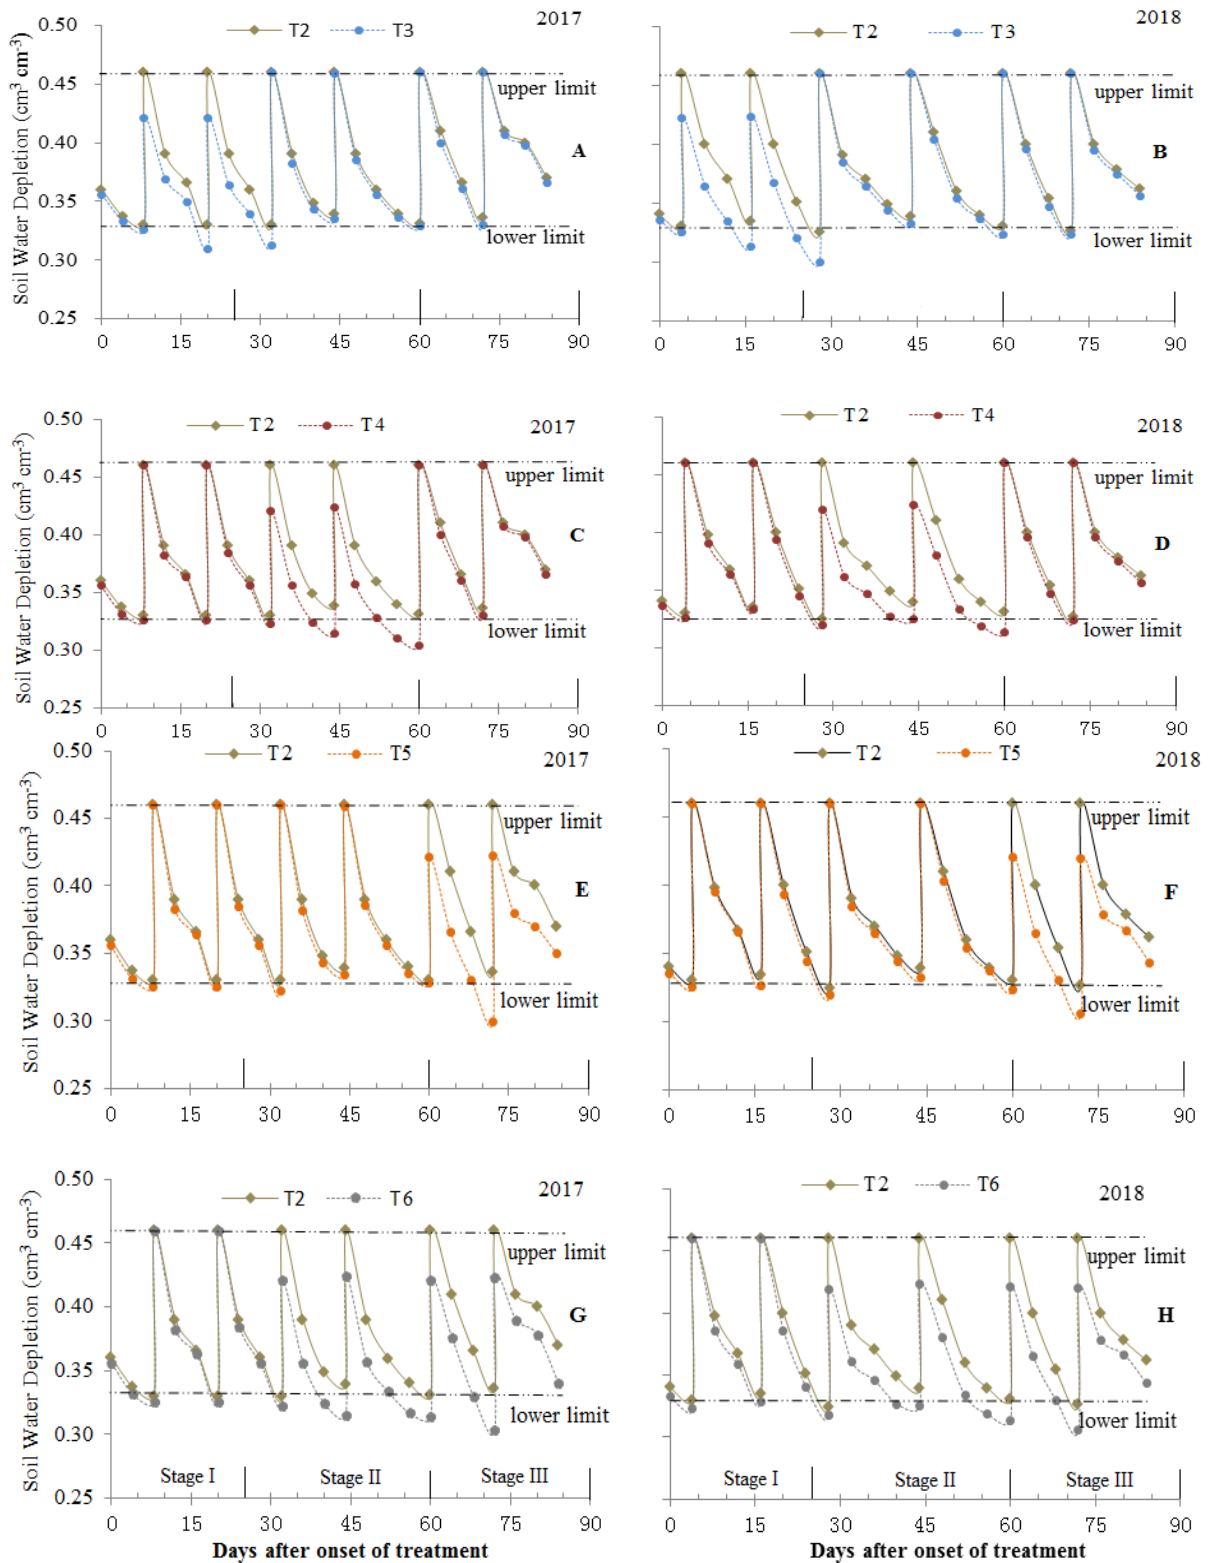 T2 T3 2017
0.50
0.45
0.40
0.35
0.30
0.25
Soil Water Depletion (cm³ cm⁻³)
upper limit
A
lower limit
0 15 30 45 60 75 90
T2 T3 2018
upper limit
B
lower limit
0 15 30 45 60 75 90
T2 T4 2017
0.50
0.45
0.40
0.35
0.30
0.25
Soil Water Depletion (cm³ cm⁻³)
upper limit
C
lower limit
0 15 30 45 60 75 90
T2 T4 2018
upper limit
D
lower limit
0 15 30 45 60 75 90
T2 T5 2017
0.50
0.45
0.40
0.35
0.30
0.25
Soil Water Depletion (cm³ cm⁻³)
upper limit
E
lower limit
0 15 30 45 60 75 90
T2 T5 2018
upper limit
F
lower limit
0 15 30 45 60 75 90
T2 T6 2017
0.50
0.45
0.40
0.35
0.30
0.25
Soil Water Depletion (cm³ cm⁻³)
upper limit
G
lower limit
Stage I Stage II Stage III
0 15 30 45 60 75 90
Days after onset of treatment
T2 T6 2018
upper limit
H
lower limit
Stage I Stage II Stage III
0 15 30 45 60 75 90
Days after onset of treatment